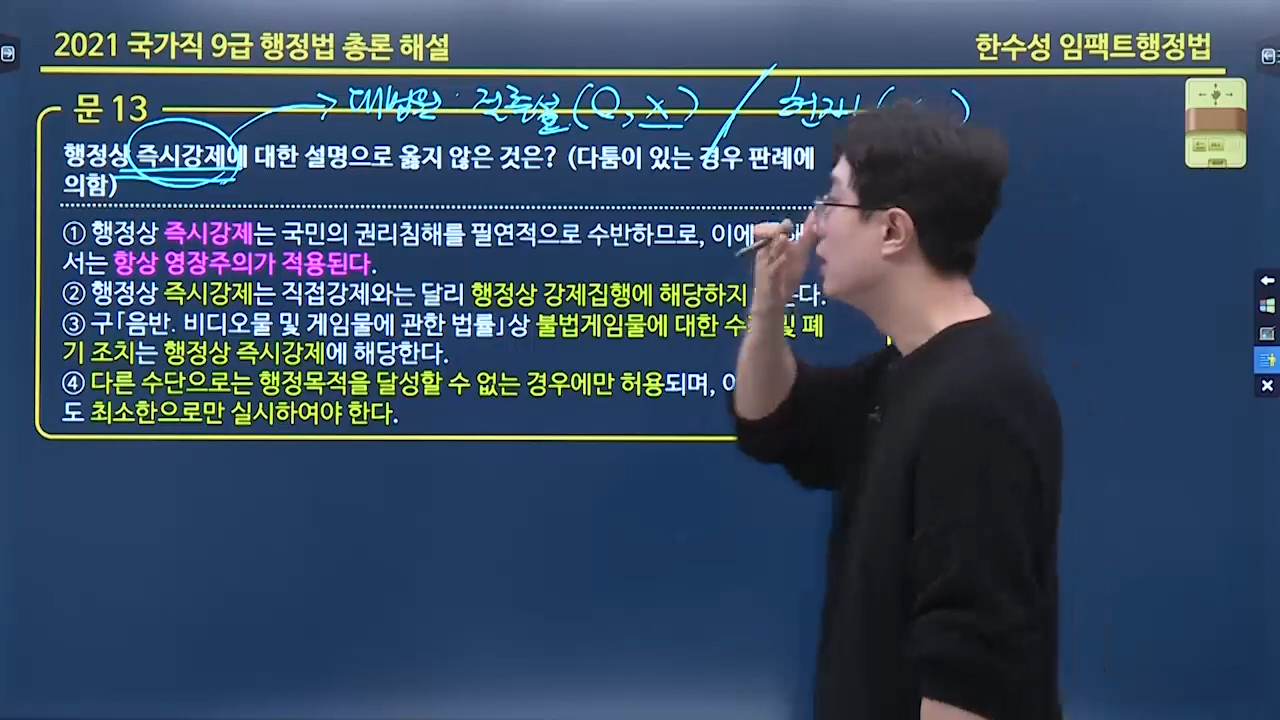 2021 국가직 9급 행정법 총론 해설
한수성 임팩트행정법
문 13
대법원 절충설 (O, X) / 헌재
행정상 즉시강제에 대한 설명으로 옳지 않은 것은? (다툼이 있는 경우 판례에
의함)
① 행정상 즉시강제는 국민의 권리침해를 필연적으로 수반하므로, 이에
서는 항상 영장주의가 적용된다.
② 행정상 즉시강제는 직접강제와는 달리 행정상 강제집행에 해당하지 다.
③ 구「음반. 비디오물 및 게임물에 관한 법률」상 불법게임물에 대한 수 및 폐
기 조치는 행정상 즉시강제에 해당한다.
④ 다른 수단으로는 행정목적을 달성할 수 없는 경우에만 허용되며, 이
도 최소한으로만 실시하여야 한다.